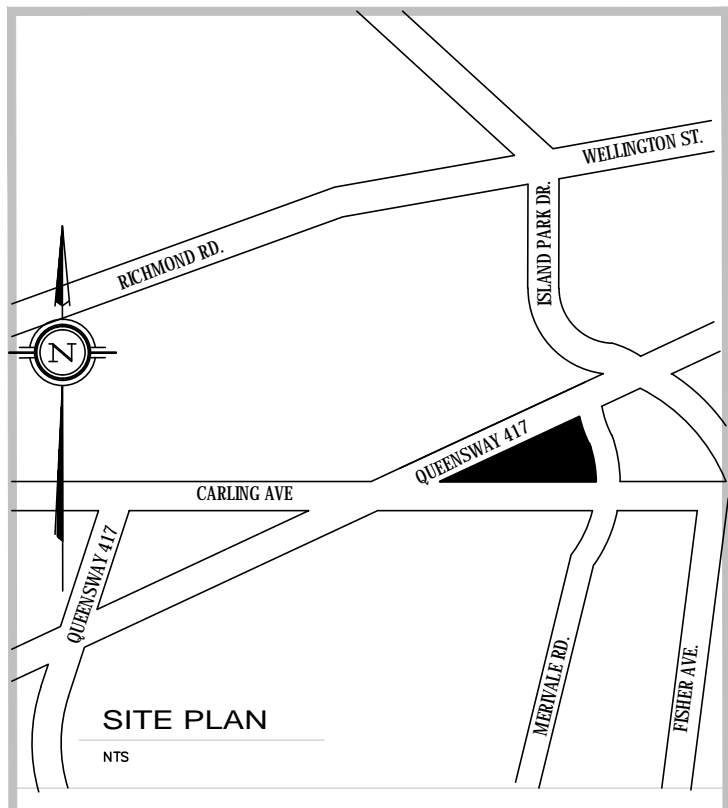 WELLINGTON ST.
ISLAND PARK DR.
RICHMOND RD.
N
QUEENSWAY 417
CARLING AVE
QUEENSWAY 417
MERIVALE RD.
FISHER AVE.
SITE PLAN
NTS